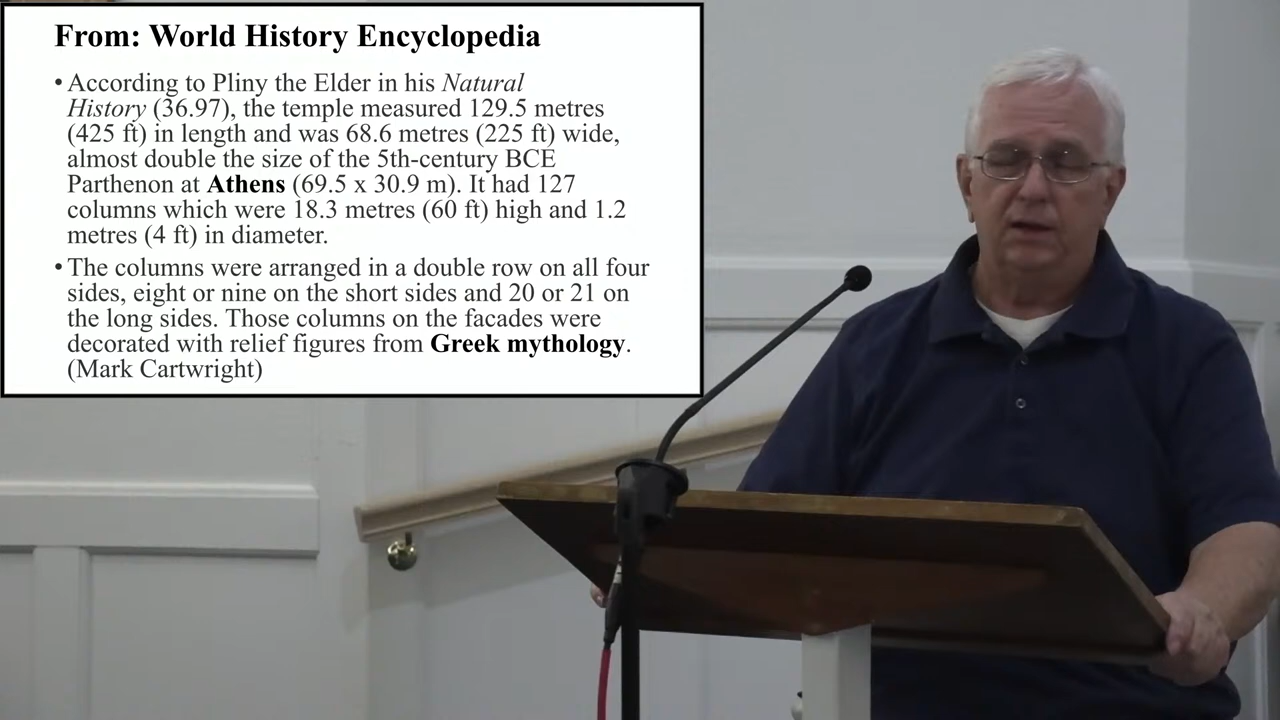 From: World History Encyclopedia
•According to Pliny the Elder in his Natural
History (36.97), the temple measured 129.5 metres
(425 ft) in length and was 68.6 metres (225 ft) wide,
almost double the size of the 5th-century BCE
Parthenon at Athens (69.5 x 30.9 m). It had 127
columns which were 18.3 metres (60 ft) high and 1.2
metres (4 ft) in diameter.
•The columns were arranged in a double row on all four
sides, eight or nine on the short sides and 20 or 21 on
the long sides. Those columns on the facades were
decorated with relief figures from Greek mythology.
(Mark Cartwright)